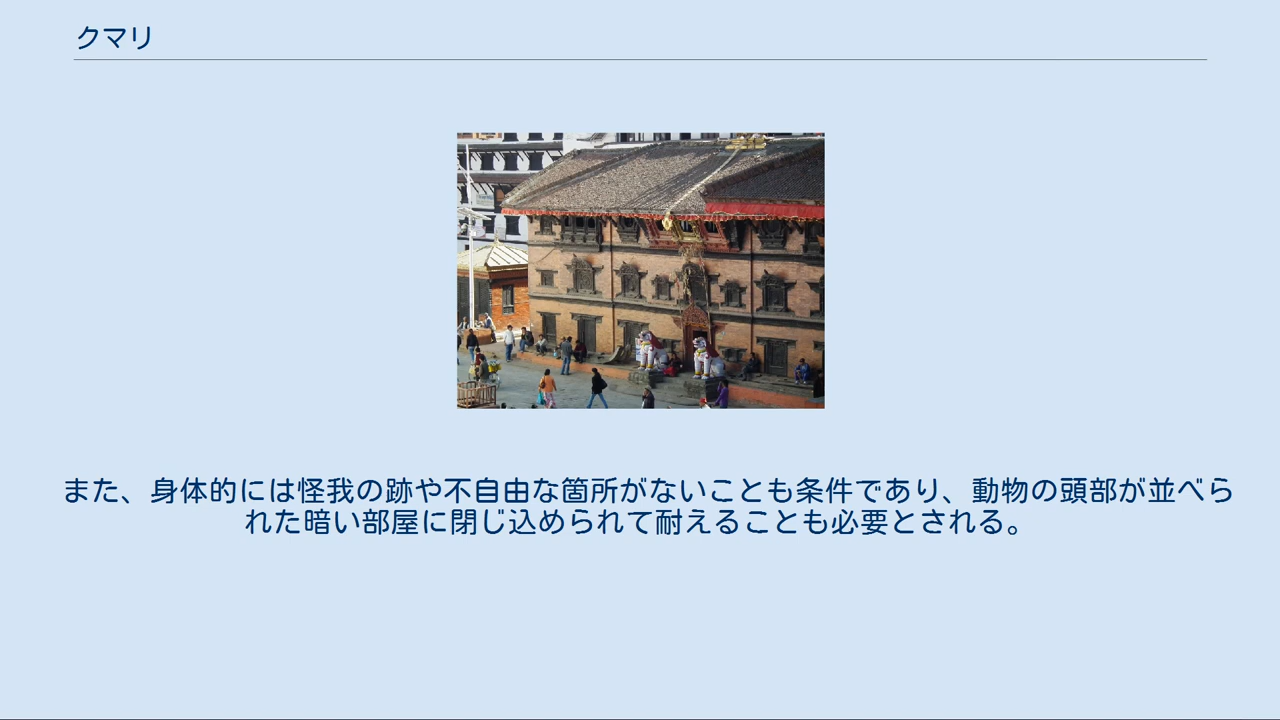 クマリ
また、身体的には怪我の跡や不自由な箇所がないことも条件であり、動物の頭部が並べら
れた暗い部屋に閉じ込められて耐えることも必要とされる。